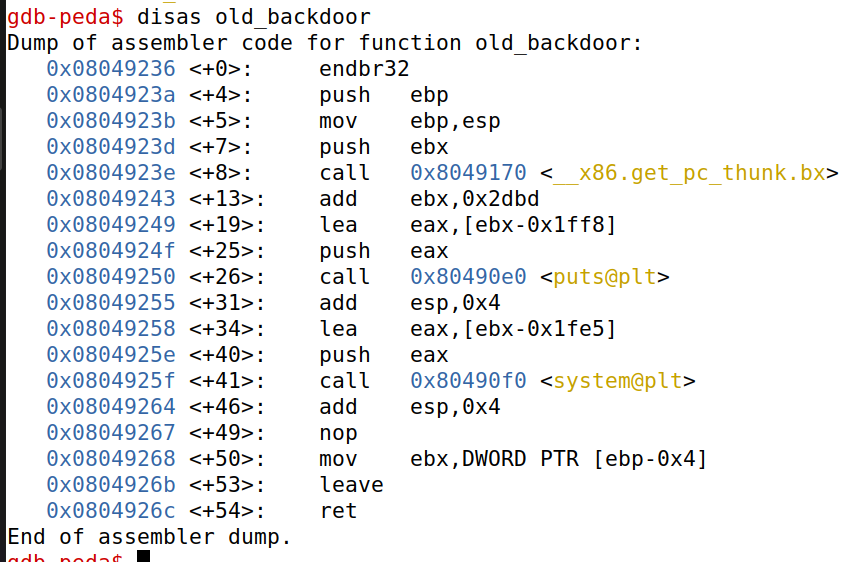 gdb-peda$ disas old_backdoor
Dump of assembler code for function old_backdoor:
   0x08049236 <+0>:     endbr32
   0x0804923a <+4>:     push   ebp
   0x0804923b <+5>:     mov    ebp,esp
   0x0804923d <+7>:     push   ebx
   0x0804923e <+8>:     call   0x8049170 <__x86.get_pc_thunk.bx>
   0x08049243 <+13>:    add    ebx,0x2dbd
   0x08049249 <+19>:    lea    eax,[ebx-0x1ff8]
   0x0804924f <+25>:    push   eax
   0x08049250 <+26>:    call   0x80490e0 <puts@plt>
   0x08049255 <+31>:    add    esp,0x4
   0x08049258 <+34>:    lea    eax,[ebx-0x1fe5]
   0x0804925e <+40>:    push   eax
   0x0804925f <+41>:    call   0x80490f0 <system@plt>
   0x08049264 <+46>:    add    esp,0x4
   0x08049267 <+49>:    nop
   0x08049268 <+50>:    mov    ebx,DWORD PTR [ebp-0x4]
   0x0804926b <+53>:    leave
   0x0804926c <+54>:    ret
End of assembler dump.
gdb-peda$